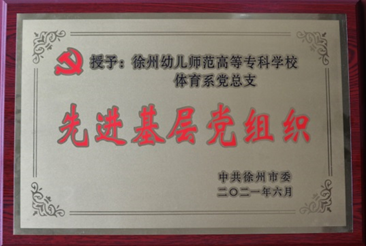 授予：徐州幼儿师范高等专科学校
体育系党总支
先进基层党组织
中共徐州市委
二〇二一年六月